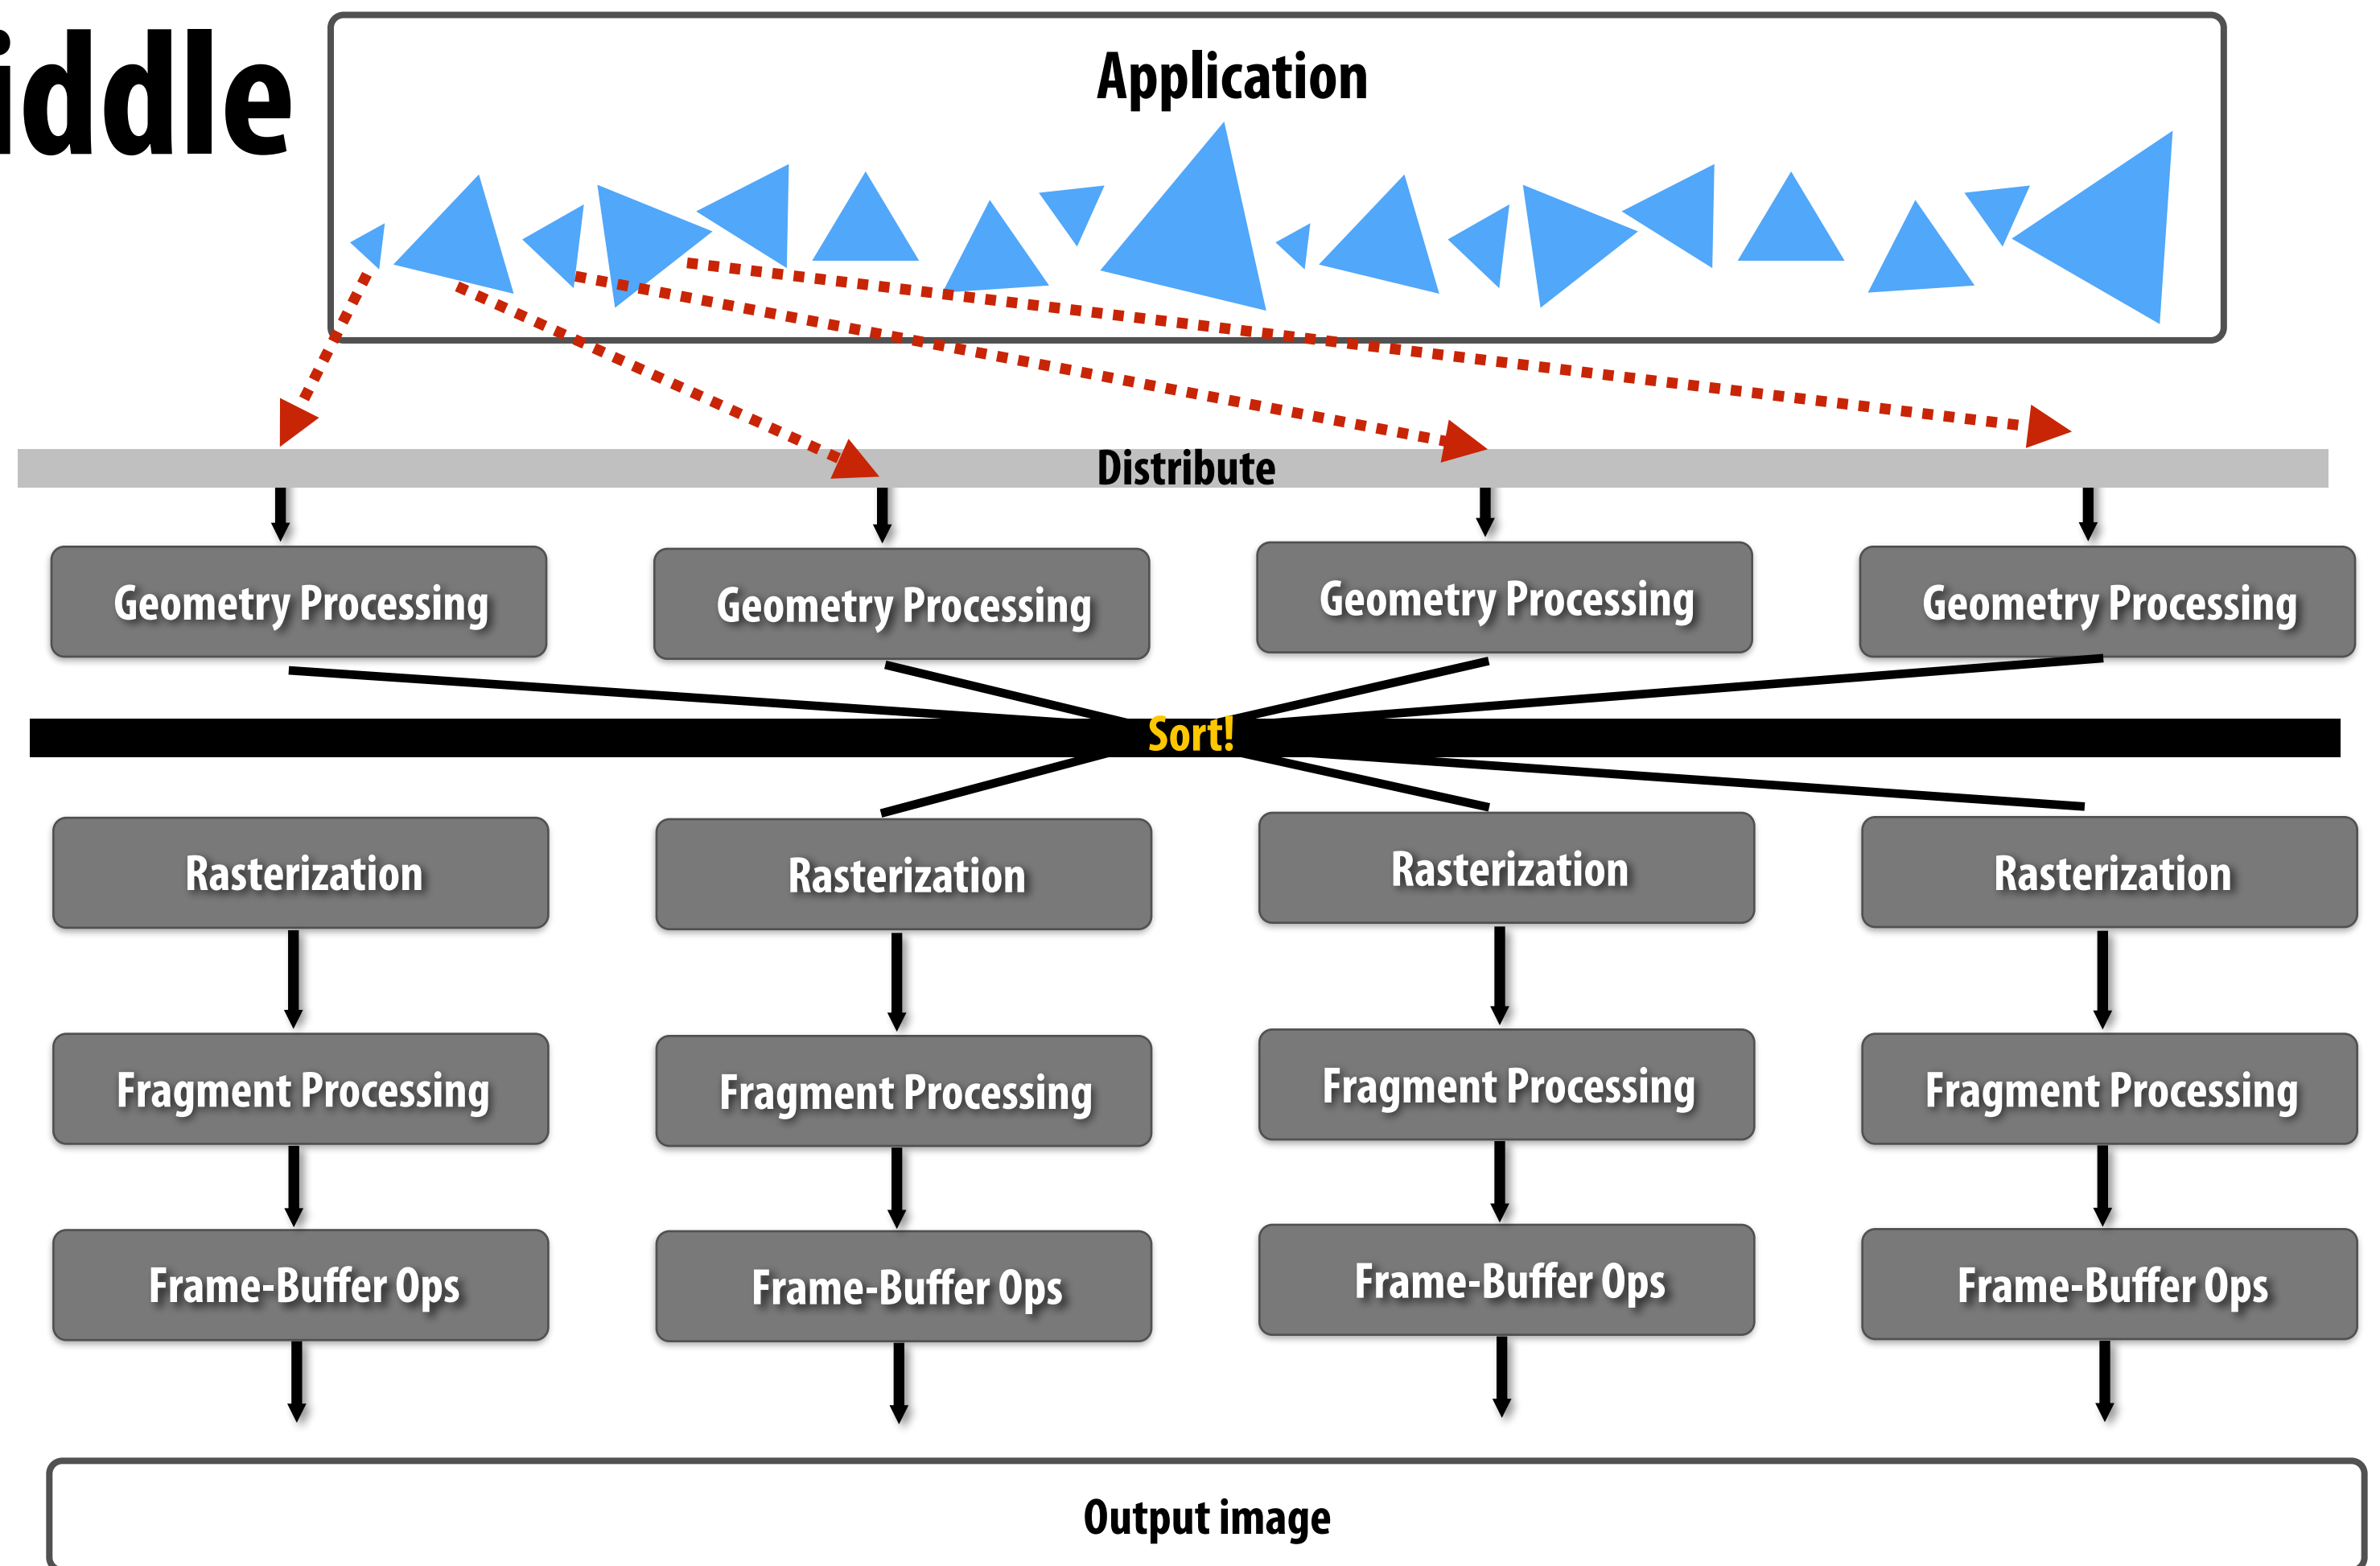 iddle
Application
Distribute
Geometry Processing
Geometry Processing
Geometry Processing
Geometry Processing
Sort!
Rasterization
Rasterization
Rasterization
Rasterization
Fragment Processing
Fragment Processing
Fragment Processing
Fragment Processing
Frame-Buffer Ops
Frame-Buffer Ops
Frame-Buffer Ops
Frame-Buffer Ops
Output image